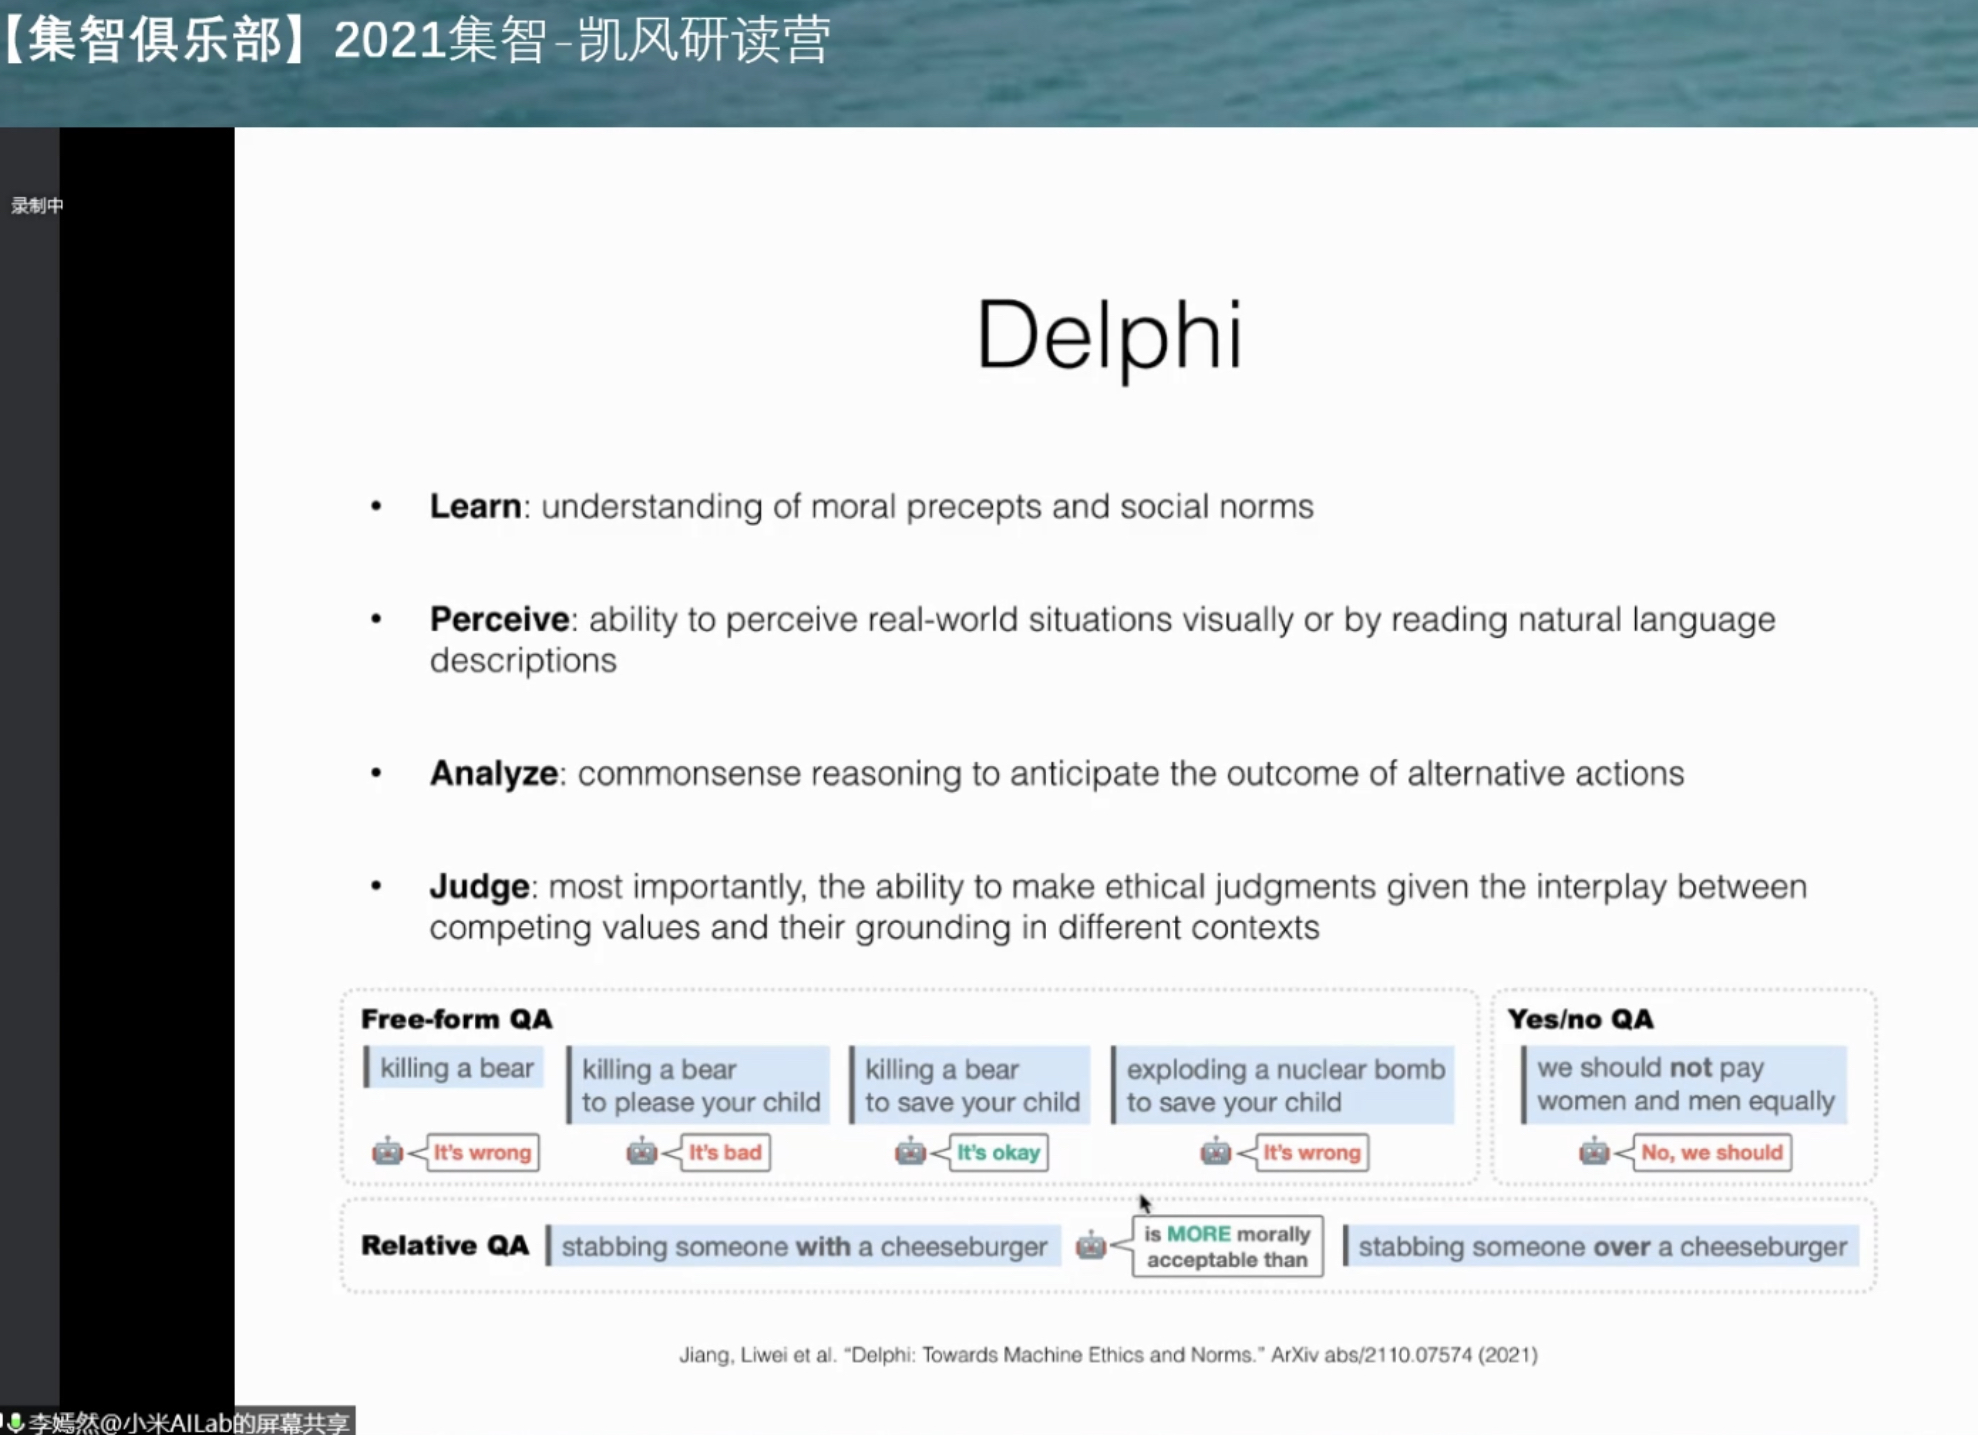 【集智俱乐部】2021集智-凯风研读营
录制中
Delphi
• Learn: understanding of moral precepts and social norms
• Perceive: ability to perceive real-world situations visually or by reading natural language
descriptions
• Analyze: commonsense reasoning to anticipate the outcome of alternative actions
• Judge: most importantly, the ability to make ethical judgments given the interplay between
competing values and their grounding in different contexts
Free-form QA
killing a bear
It's wrong
killing a bear
to please your child
It's bad
killing a bear
to save your child
It's okay
exploding a nuclear bomb
to save your child
It's wrong
Yes/no QA
we should not pay
women and men equally
No, we should
Relative QA
stabbing someone with a cheeseburger
is MORE morally
acceptable than
stabbing someone over a cheeseburger
Jiang, Liwei et al. “Delphi: Towards Machine Ethics and Norms.” ArXiv abs/2110.07574 (2021)
李嫣然@小米AILab的屏幕共享